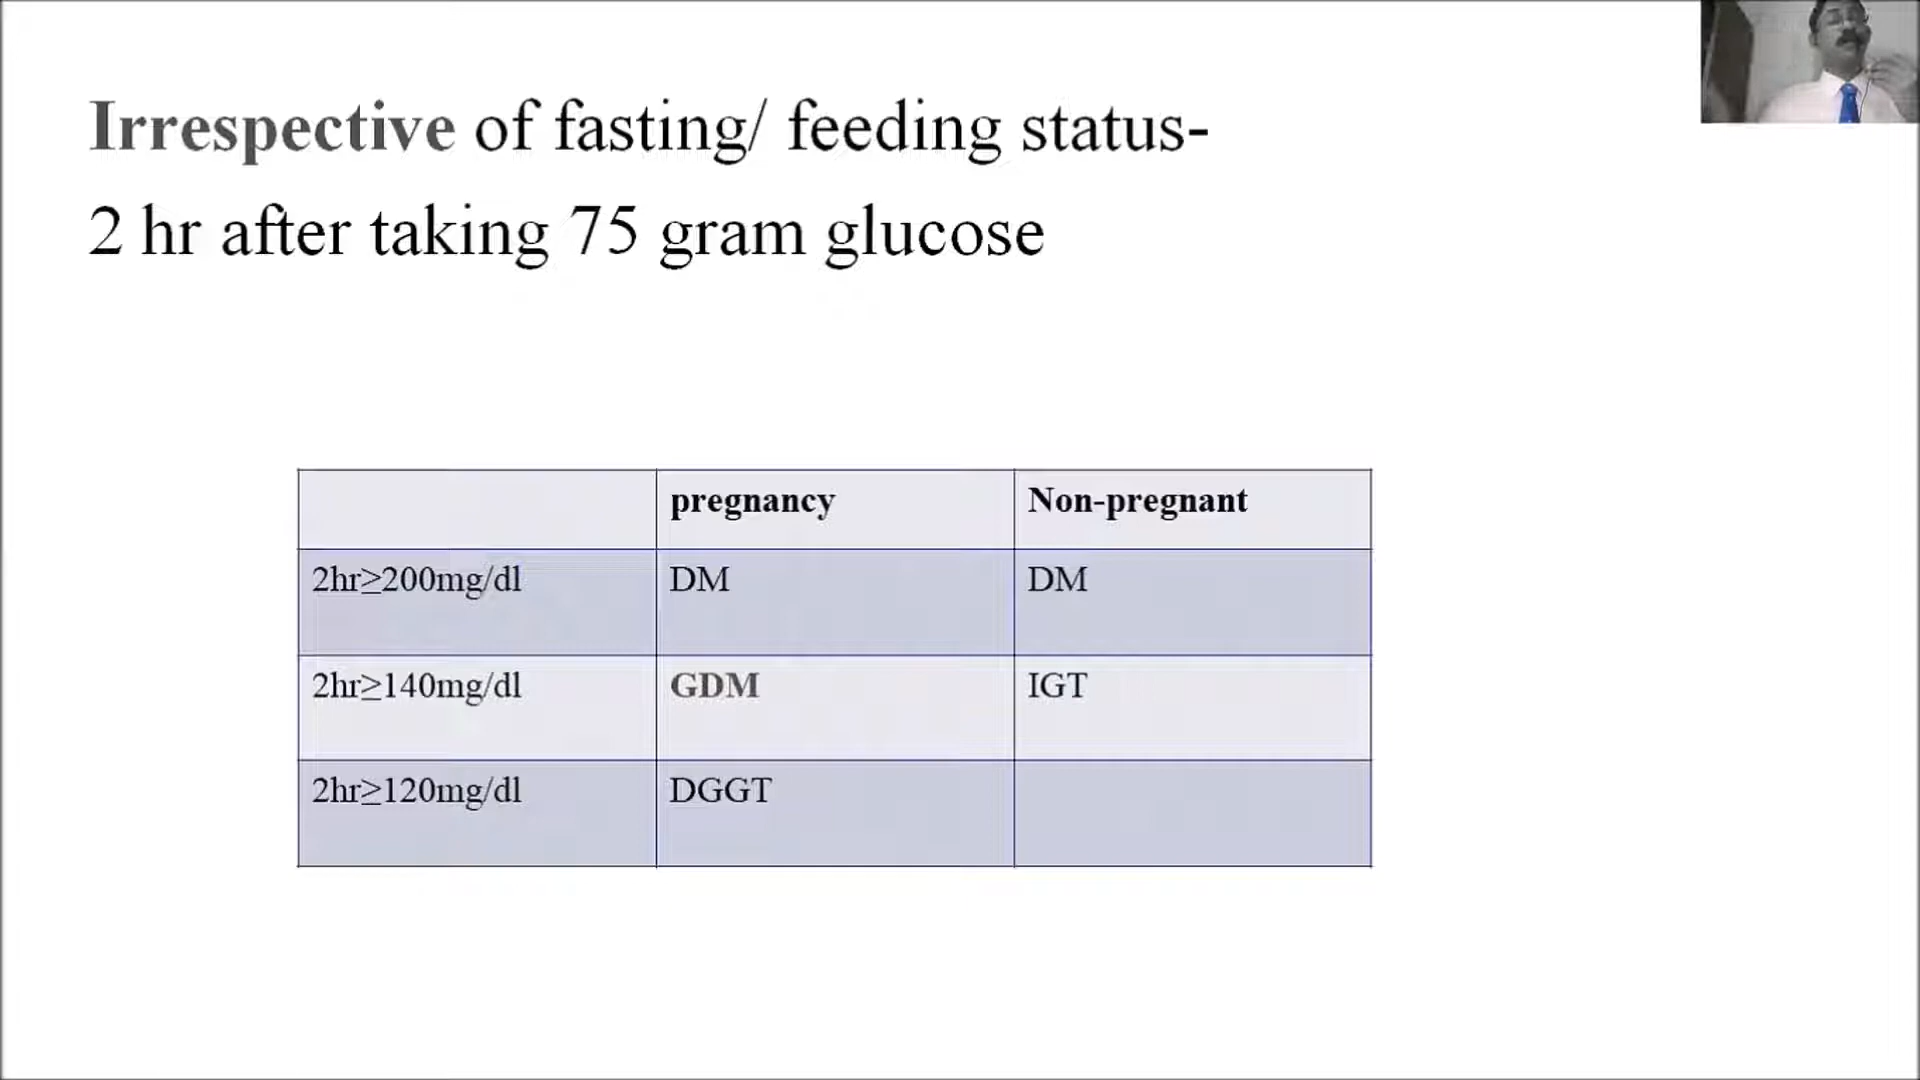 Irrespective of fasting/ feeding status-
2 hr after taking 75 gram glucose
pregnancy Non-pregnant
2hr≥200mg/dl DM DM
2hr≥140mg/dl GDM IGT
2hr≥120mg/dl DGGT